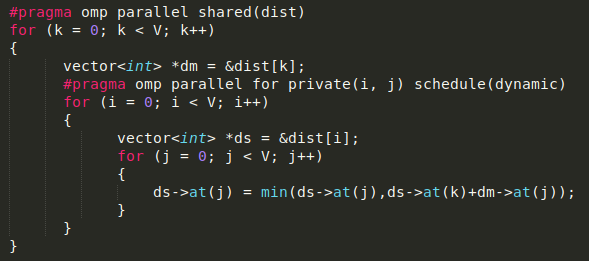 #pragma omp parallel shared(dist)
for (k = 0; k < V; k++)
{
      vector<int> *dm = &dist[k];
      #pragma omp parallel for private(i, j) schedule(dynamic)
      for (i = 0; i < V; i++)
      {
            vector<int> *ds = &dist[i];
            for (j = 0; j < V; j++)
            {
                ds->at(j) = min(ds->at(j),ds->at(k)+dm->at(j));
            }
      }
}